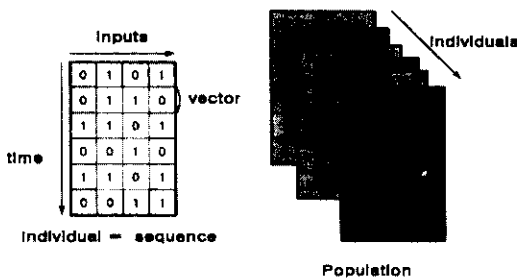 inputs
individuals
0 1 0 1
0 1 1 0
vector
1 1 0 1
time
0 0 1 0
1 1 0 1
0 0 1 1
individual = sequence
Population